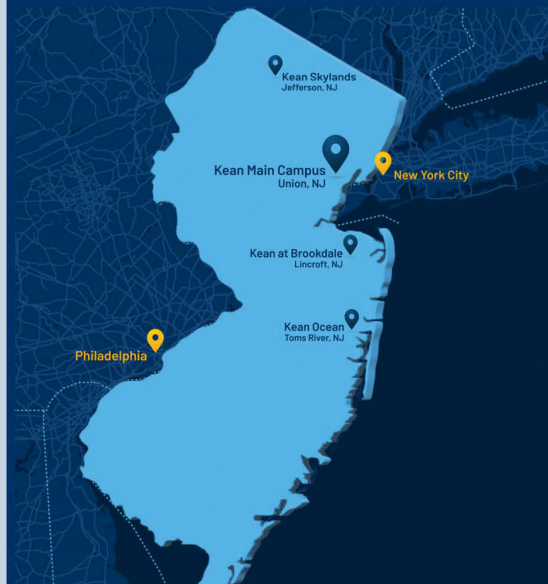 Kean Skylands
Jefferson, NJ
Kean Main Campus
Union, NJ
New York City
Kean at Brookdale
Lincroft, NJ
Kean Ocean
Toms River, NJ
Philadelphia